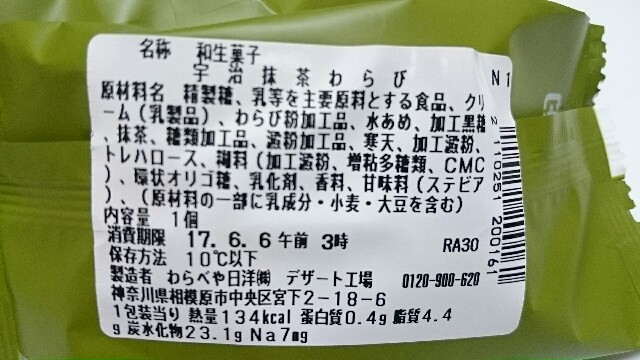 名称 和生菓子
宇治抹茶わらび N1
原材料名 精製糖、乳等を主要原料とする食品、クリ
ーム(乳製品)、わらび粉加工品、水あめ、加工黒糖
、抹茶、糖類加工品、澱粉加工品、寒天、加工澱粉、
トレハロース、糊料(加工澱粉、増粘多糖類、CMC
)、環状オリゴ糖、乳化剤、香料、甘味料(ステビア
)、(原材料の一部に乳成分・小麦・大豆を含む)
内容量 1個
消費期限 17.6.6午前 3時 RA30
保存方法 10℃以下
製造者 わらべや日洋㈱ デザート工場 0120-900-620
神奈川県相模原市中央区宮下2-18-6
1包装当り 熱量134kcal 蛋白質0.4g 脂質4.4
g 炭水化物23.1g Na7mg
2 110251 200161